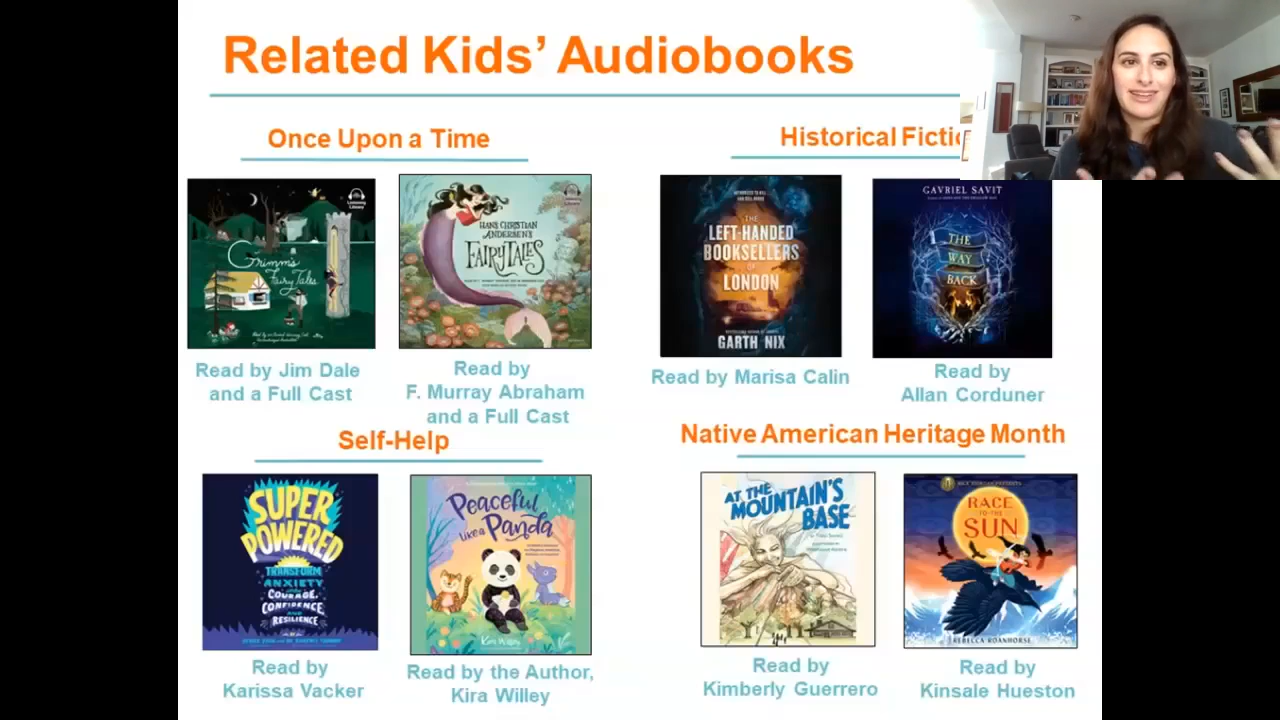 Related Kids' Audiobooks
Once Upon a Time
Historical Fictio
Listening
Library
Grimm's
Fairy Tales
HANS CHRISTIAN
ANDERSEN'S
FAIRY TALES
THE
LEFT-HANDED
BOOKSELLERS
OF
LONDON
GARTH NIX
GAVRIEL SAVIT
THE
WAY
BACK
Read by Jim Dale
and a Full Cast
Read by
F. Murray Abraham
and a Full Cast
Read by Marisa Calin
Read by
Allan Corduner
Self-Help
Native American Heritage Month
SUPER
POWERED
TRANSFORM
ANXIETY
INTO
COURAGE,
CONFIDENCE,
AND
RESILIENCE
Peaceful
like a Panda
Kira Willey
AT THE
MOUNTAIN'S
BASE
RACE
TO THE
SUN
REBECCA ROANHORSE
Read by
Karissa Vacker
Read by the Author,
Kira Willey
Read by
Kimberly Guerrero
Read by
Kinsale Hueston